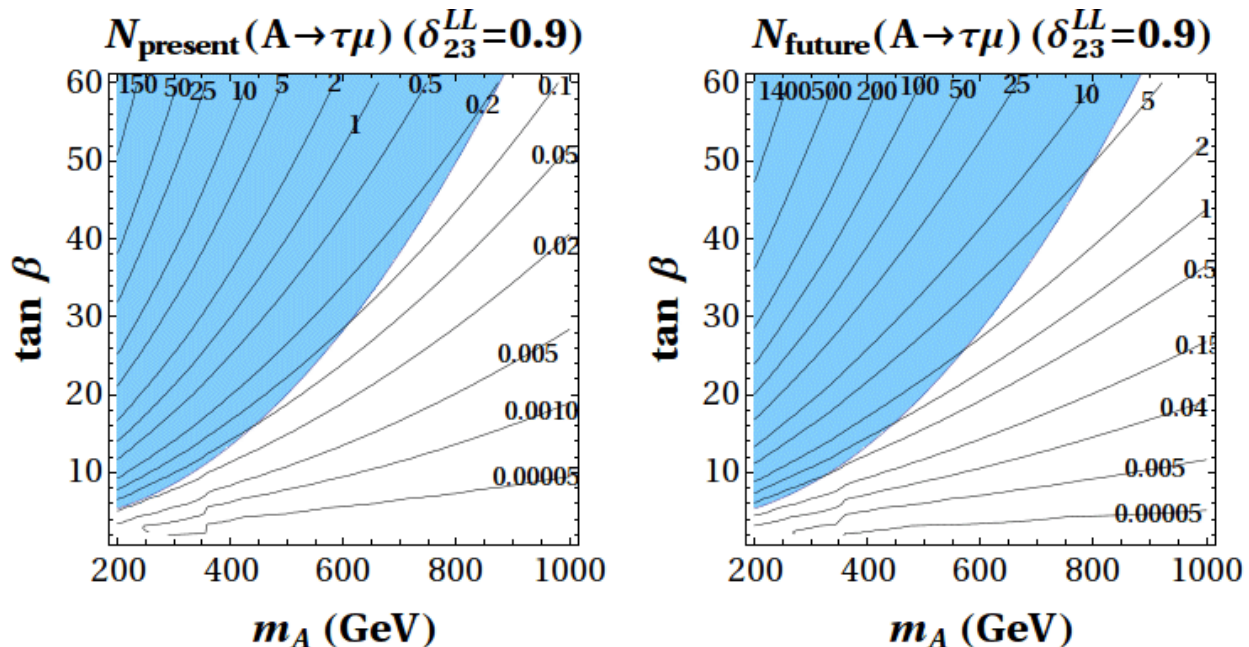 N_present(A→τμ) (δ_23^LL=0.9)
60
50
40
30
20
10
tan β
150 50 25 10 5 2 0.5 0.1
0.2
1
0.05
0.02
0.005
0.0010
0.00005
200 400 600 800 1000
m_A (GeV)
N_future(A→τμ) (δ_23^LL=0.9)
60
50
40
30
20
10
tan β
1400 500 200 100 50 25 10 5
2
1
0.5
0.15
0.04
0.005
0.00005
200 400 600 800 1000
m_A (GeV)